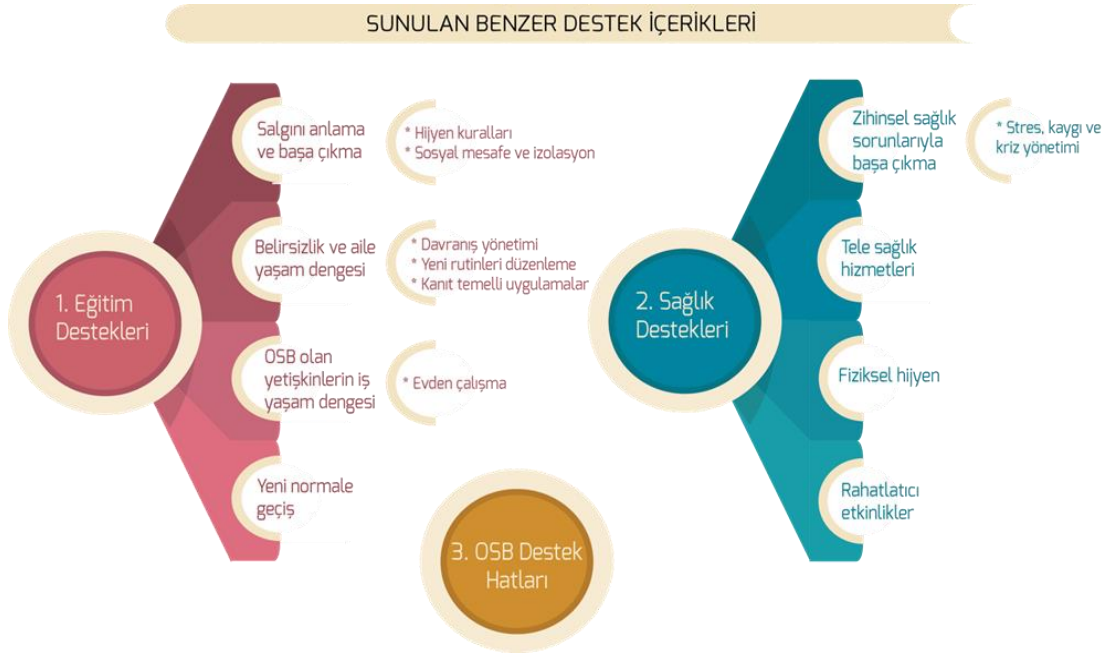 SUNULAN BENZER DESTEK İÇERİKLERİ
1. Eğitim
Destekleri
Salgını anlama
ve başa çıkma
* Hijyen kuralları
* Sosyal mesafe ve izolasyon
Belirsizlik ve aile
yaşam dengesi
* Davranış yönetimi
* Yeni rutinleri düzenleme
* Kanıt temelli uygulamalar
OSB olan
yetişkinlerin iş
yaşam dengesi
* Evden çalışma
Yeni normale
geçiş
2. Sağlık
Destekleri
Zihinsel sağlık
sorunlarıyla
başa çıkma
* Stres, kaygı ve
kriz yönetimi
Tele sağlık
hizmetleri
Fiziksel hijyen
Rahatlatıcı
etkinlikler
3. OSB Destek
Hatları